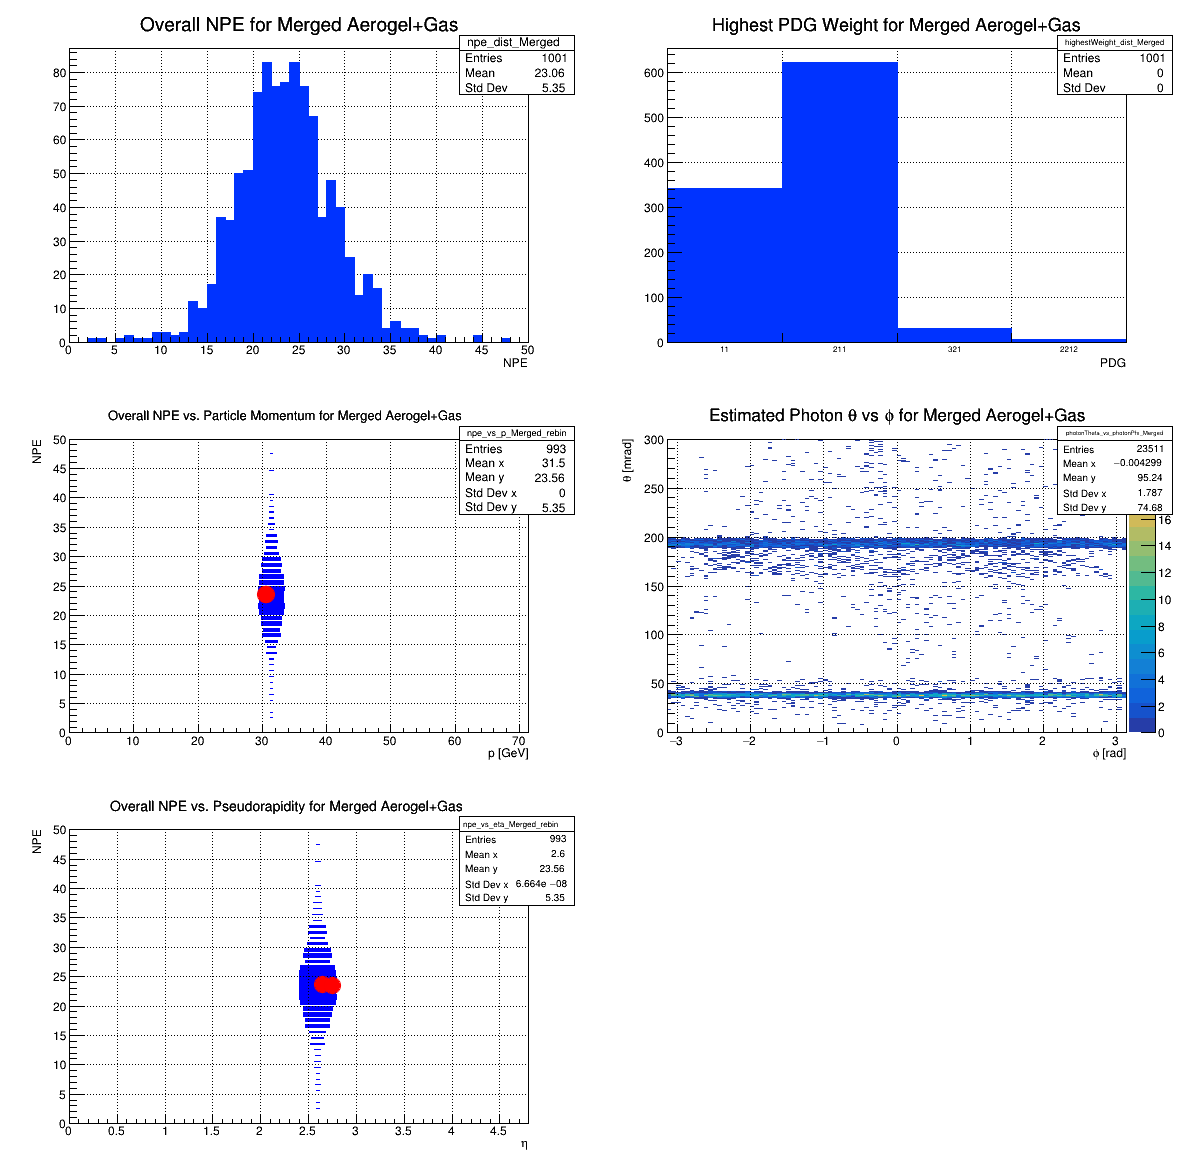 Overall NPE for Merged Aerogel+Gas
npe_dist_Merged
Entries 1001
Mean 23.06
Std Dev 5.35
80
70
60
50
40
30
20
10
0
0 5 10 15 20 25 30 35 40 45 50
NPE
Highest PDG Weight for Merged Aerogel+Gas
highestWeight_dist_Merged
Entries 1001
Mean 0
Std Dev 0
600
500
400
300
200
100
0
11 211 321 2212
PDG
Overall NPE vs. Particle Momentum for Merged Aerogel+Gas
npe_vs_p_Merged_rebin
Entries 993
Mean x 31.5
Mean y 23.56
Std Dev x 0
Std Dev y 5.35
NPE
50
45
40
35
30
25
20
15
10
5
0
0 10 20 30 40 50 60 70
p [GeV]
Estimated Photon θ vs ϕ for Merged Aerogel+Gas
photonTheta_vs_photonPhi_Merged
Entries 23511
Mean x −0.004299
Mean y 95.24
Std Dev x 1.787
Std Dev y 74.68
θ [mrad]
300
250
200
150
100
50
0
−3 −2 −1 0 1 2 3
ϕ [rad]
16
14
12
10
8
6
4
2
0
Overall NPE vs. Pseudorapidity for Merged Aerogel+Gas
npe_vs_eta_Merged_rebin
Entries 993
Mean x 2.6
Mean y 23.56
Std Dev x 6.664e −08
Std Dev y 5.35
NPE
50
45
40
35
30
25
20
15
10
5
0
0 0.5 1 1.5 2 2.5 3 3.5 4 4.5
η